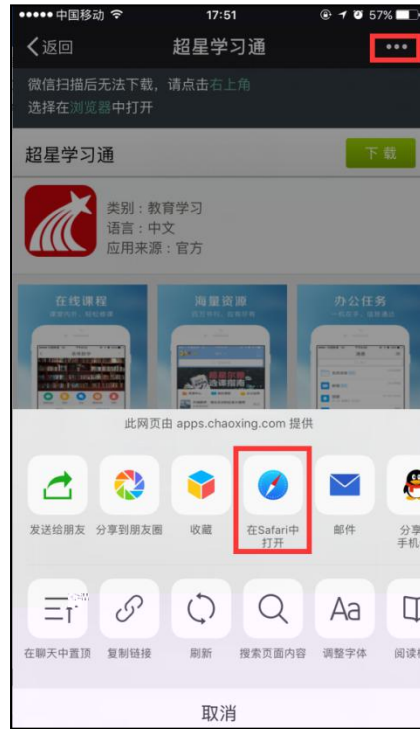 中国移动 17:51 57%
返回 超星学习通
微信扫描后无法下载，请点击右上角
选择在浏览器中打开
超星学习通 下载
类别：教育学习
语言：中文
应用来源：官方
在线课程 海量资源 办公任务
此网页由 apps.chaoxing.com 提供
发送给朋友 分享到朋友圈 收藏 在Safari中 邮件 分享
打开 手机
在聊天中置顶 复制链接 刷新 搜索页面内容 调整字体 阅读
取消